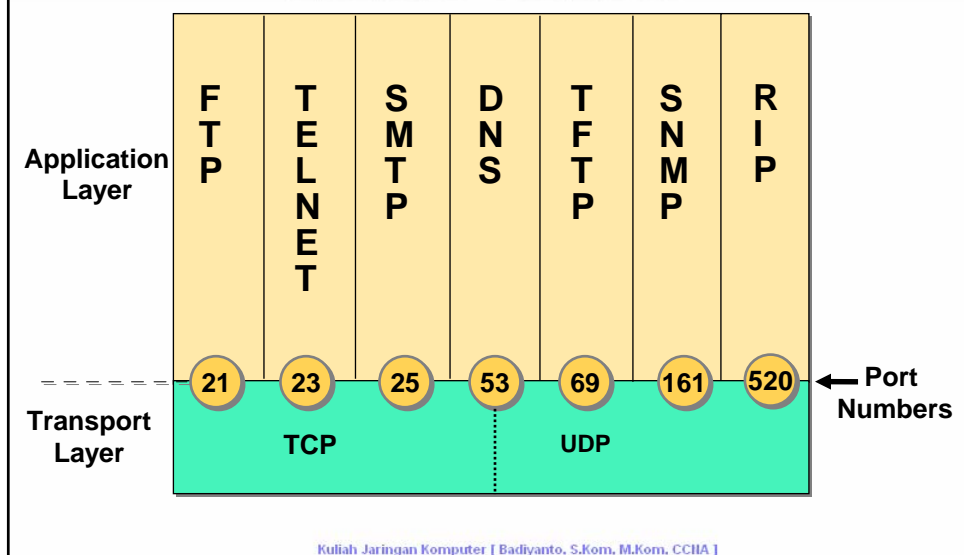 FTP
TELNET
SMTP
DNS
TFTP
SNMP
RIP
Application
Layer
21 23 25 53 69 161 520
Port
Numbers
Transport
Layer
TCP UDP
Kuliah Jaringan Komputer [ Badiyanto, S.Kom, M.Kom, CCNA ]